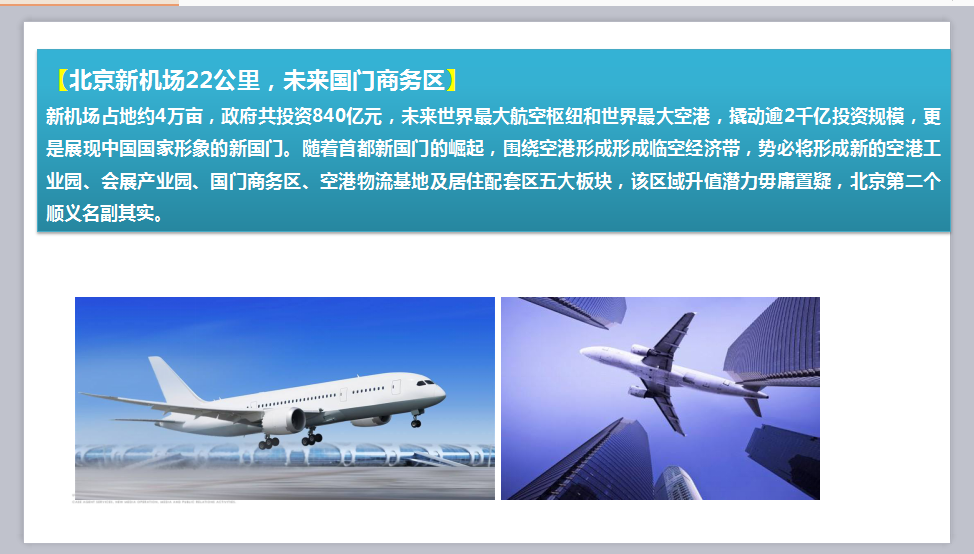 【北京新机场22公里，未来国门商务区】
新机场占地约4万亩，政府共投资840亿元，未来世界最大航空枢纽和世界最大空港，撬动逾2千亿投资规模，更
是展现中国国家形象的新国门。随着首都新国门的崛起，围绕空港形成形成临空经济带，势必将形成新的空港工
业园、会展产业园、国门商务区、空港物流基地及居住配套区五大板块，该区域升值潜力毋庸置疑，北京第二个
顺义名副其实。